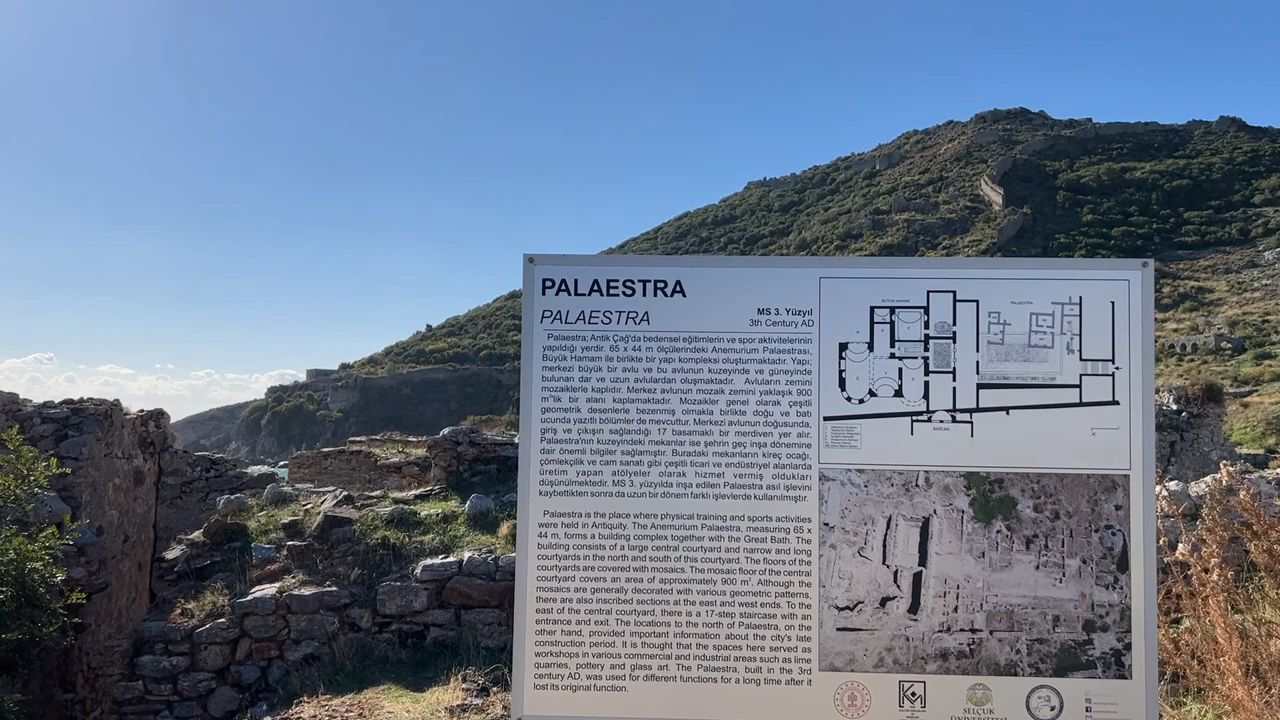 PALAESTRA
PALAESTRA
MS 3. Yüzyıl
3th Century AD
Palaestra; Antik Çağ'da bedensel eğitimlerin ve spor aktivitelerinin
yapıldığı yerdir. 65 x 44 m ölçülerindeki Anemurium Palaestrası,
Büyük Hamam ile birlikte bir yapı kompleksi oluşturmaktadır. Yapı;
merkezi büyük bir avlu ve bu avlunun kuzeyinde ve güneyinde
bulunan dar ve uzun avlulardan oluşmaktadır. Avluların zemini
mozaiklerle kaplıdır. Merkez avlunun mozaik zemini yaklaşık 900
m²'lik bir alanı kaplamaktadır. Mozaikler genel olarak çeşitli
geometrik desenlerle bezenmiş olmakla birlikte doğu ve batı
ucunda yazıtlı bölümler de mevcuttur. Merkezi avlunun doğusunda,
giriş ve çıkışın sağlandığı 17 basamaklı bir merdiven yer alır.
Palaestra'nın kuzeyindeki mekanlar ise şehrin geç inşa dönemine
dair önemli bilgiler sağlamıştır. Buradaki mekanların kireç ocağı,
çömlekçilik ve cam sanatı gibi çeşitli ticari ve endüstriyel alanlarda
üretim yapan atölyeler olarak hizmet vermiş oldukları
düşünülmektedir. MS 3. yüzyılda inşa edilen Palaestra asıl işlevini
kaybettikten sonra da uzun bir dönem farklı işlevlerde kullanılmıştır.
Palaestra is the place where physical training and sports activities
were held in Antiquity. The Anemurium Palaestra, measuring 65 x
44 m, forms a building complex together with the Great Bath. The
building consists of a large central courtyard and narrow and long
courtyards in the north and south of this courtyard. The floors of the
courtyards are covered with mosaics. The mosaic floor of the central
courtyard covers an area of approximately 900 m². Although the
mosaics are generally decorated with various geometric patterns,
there are also inscribed sections at the east and west ends. To the
east of the central courtyard, there is a 17-step staircase with an
entrance and exit. The locations to the north of Palaestra, on the
other hand, provided important information about the city's late
construction period. It is thought that the spaces here served as
workshops in various commercial and industrial areas such as lime
quarries, pottery and glass art. The Palaestra, built in the 3rd
century AD, was used for different functions for a long time after it
lost its original function.
BÜYÜK HAMAM
PALAESTRA
BAZİLİKA
SELÇUK
ÜNİVERSİTESİ